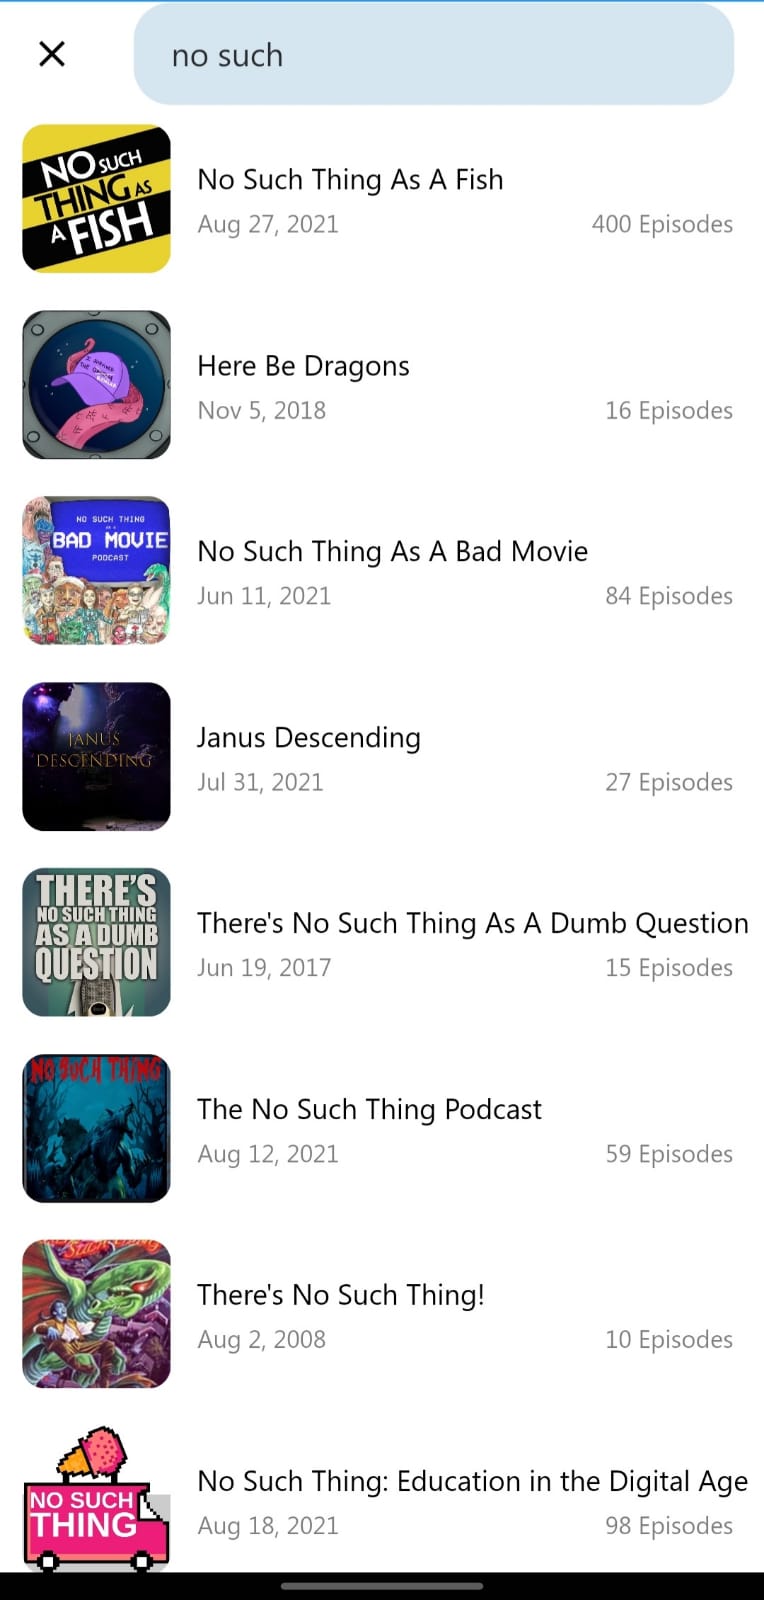 no such
NO SUCH
THING AS
A FISH
No Such Thing As A Fish
Aug 27, 2021
400 Episodes
Here Be Dragons
Nov 5, 2018
16 Episodes
NO SUCH THING
AS A
BAD MOVIE
PODCAST
No Such Thing As A Bad Movie
Jun 11, 2021
84 Episodes
JANUS
DESCENDING
Janus Descending
Jul 31, 2021
27 Episodes
THERE'S
NO SUCH THING
AS A DUMB
QUESTION
There's No Such Thing As A Dumb Question
Jun 19, 2017
15 Episodes
NO SUCH THING
The No Such Thing Podcast
Aug 12, 2021
59 Episodes
SUCH THING
There's No Such Thing!
Aug 2, 2008
10 Episodes
NO SUCH
THING
No Such Thing: Education in the Digital Age
Aug 18, 2021
98 Episodes